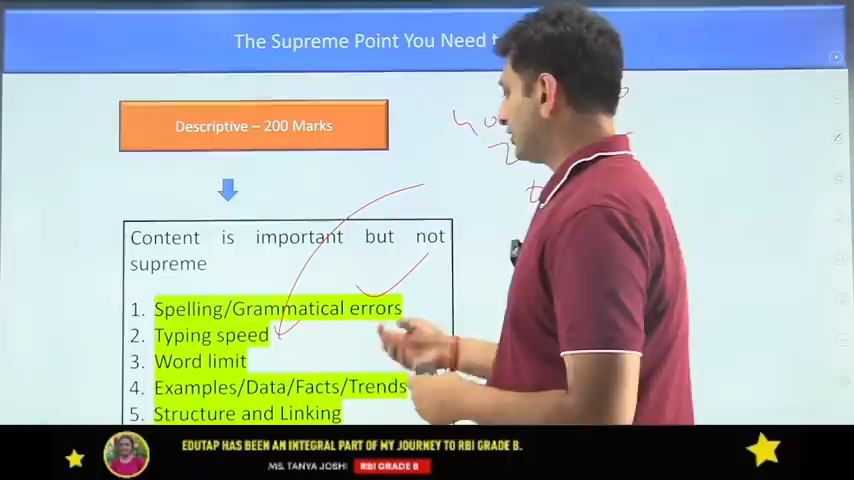 The Supreme Point You Need
Descriptive – 200 Marks
Content is important but not
supreme
1. Spelling/Grammatical errors
2. Typing speed
3. Word limit
4. Examples/Data/Facts/Trends
5. Structure and Linking
EDUTAP HAS BEEN AN INTEGRAL PART OF MY JOURNEY TO RBI GRADE B.
MS. TANYA JOSHI RBI GRADE B